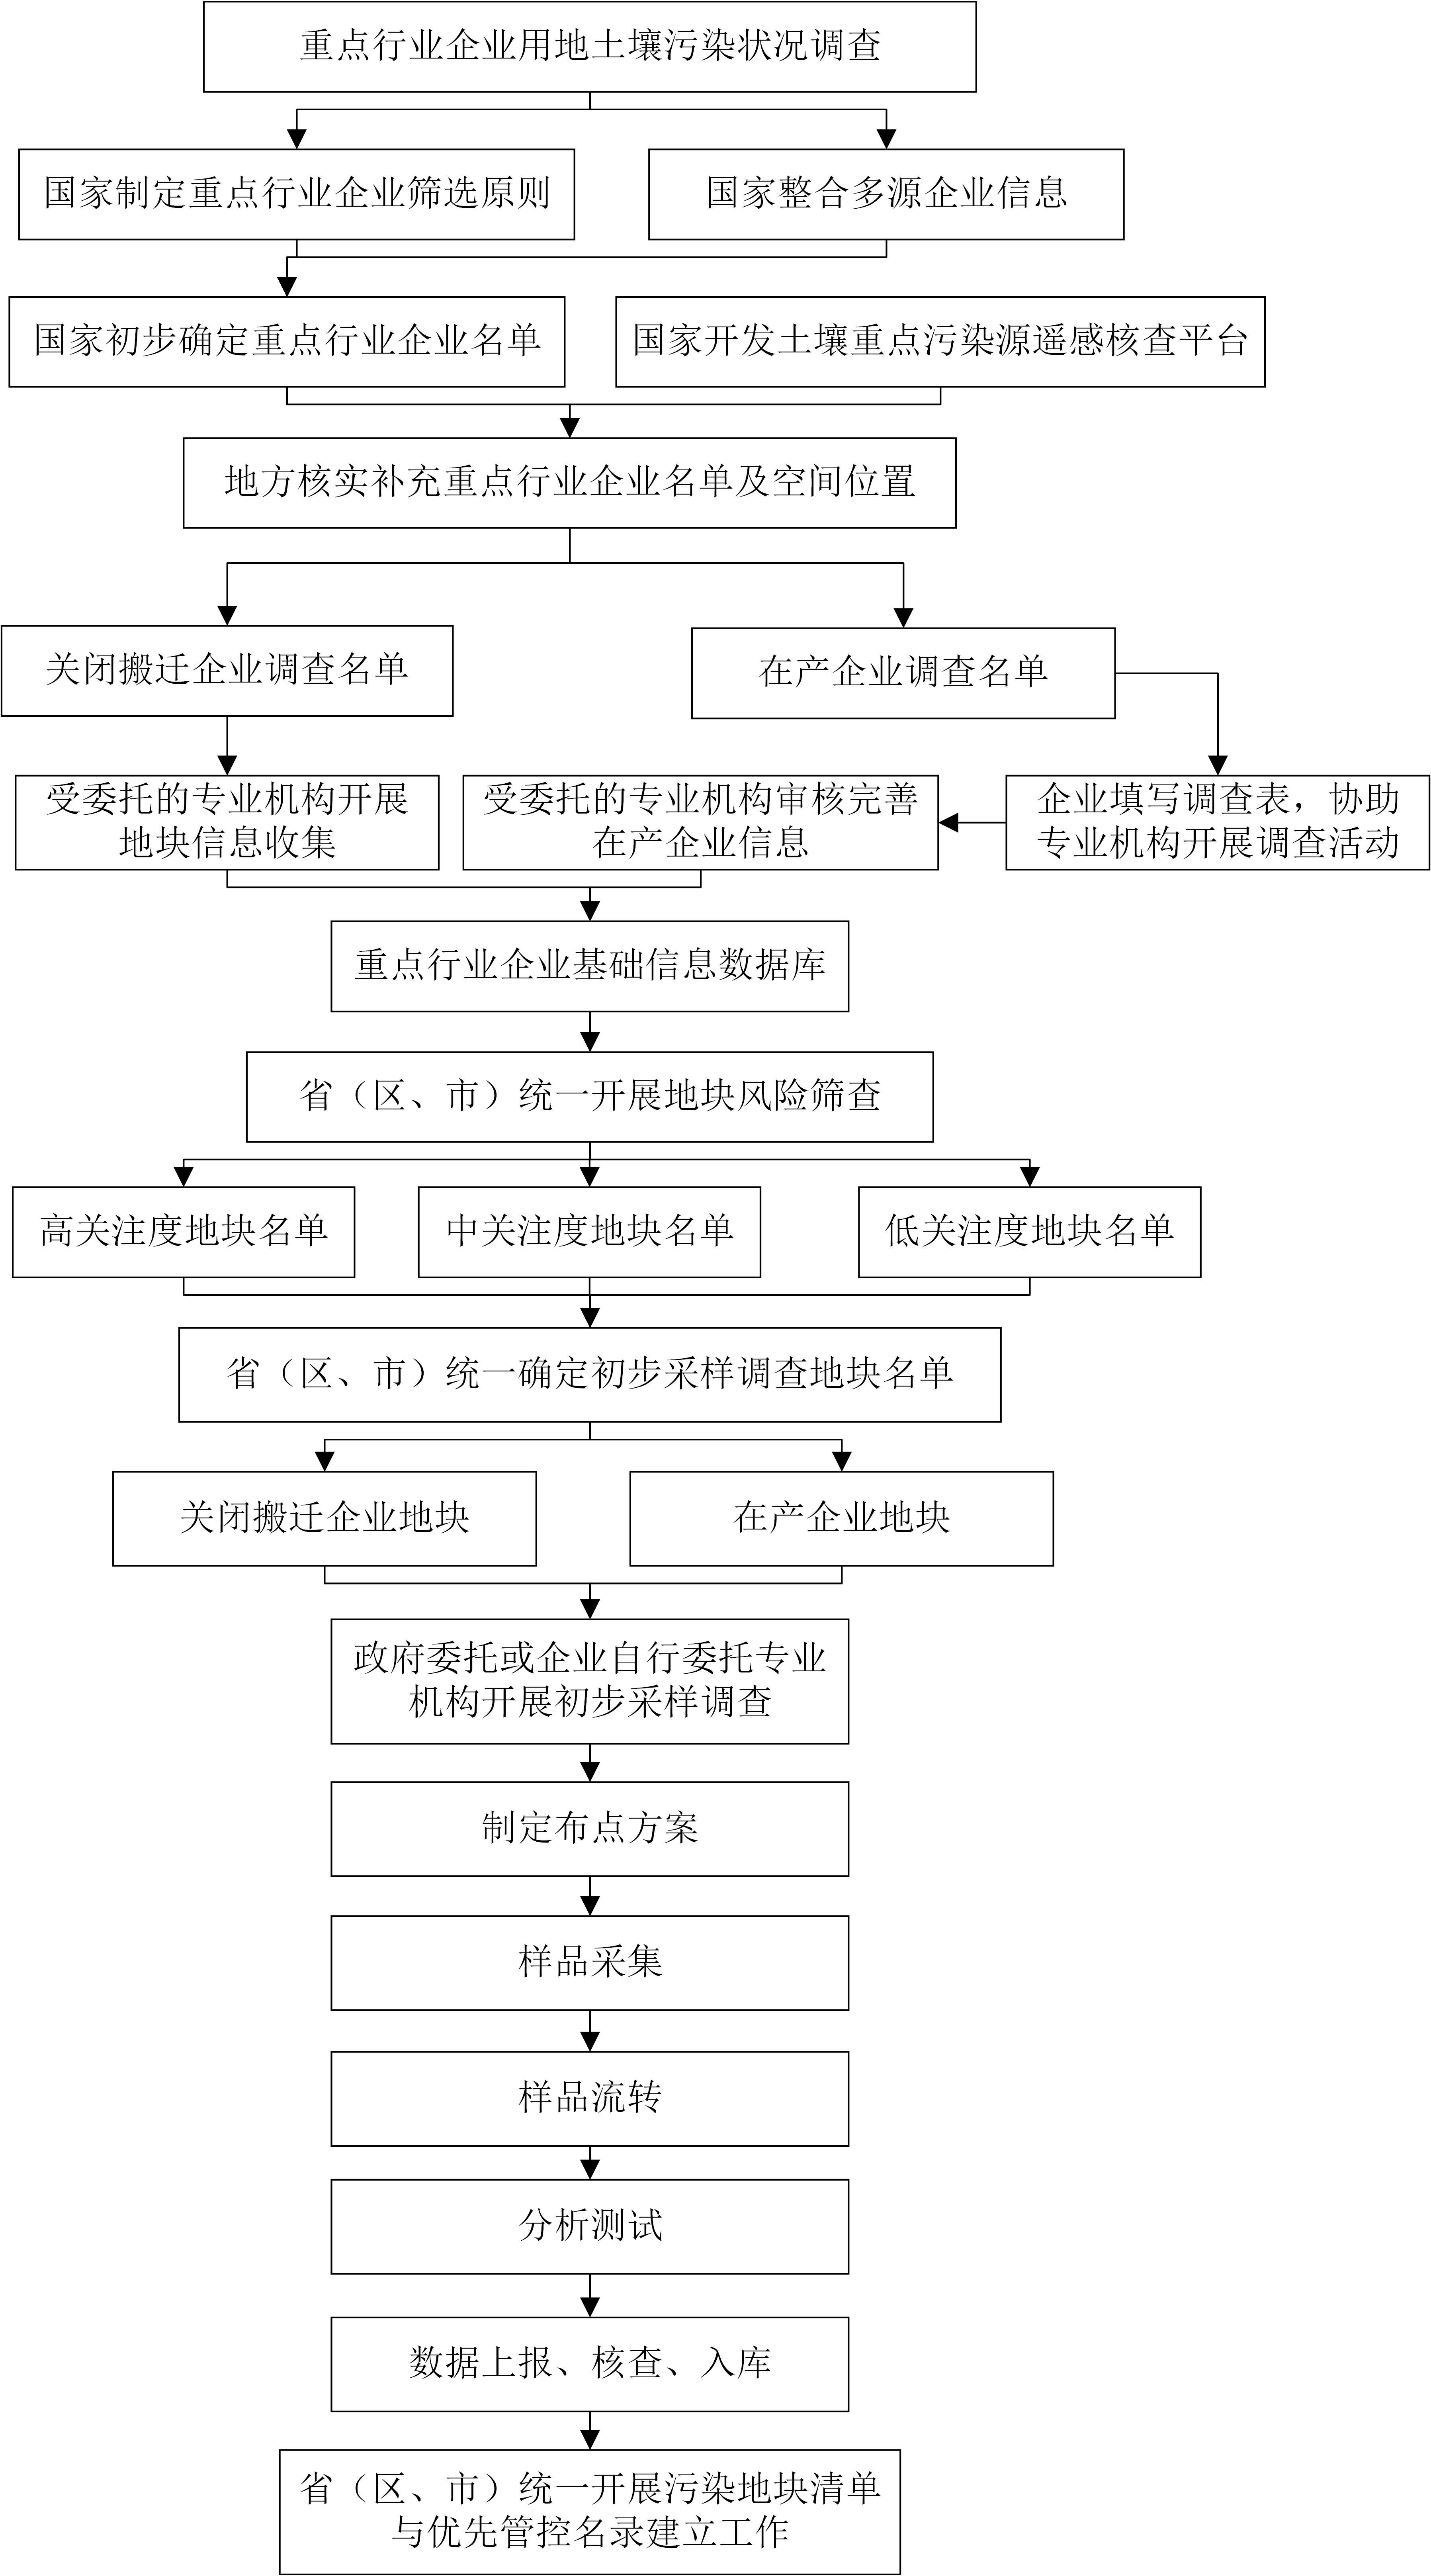 重点行业企业用地土壤污染状况调查
国家制定重点行业企业筛选原则
国家整合多源企业信息
国家初步确定重点行业企业名单
国家开发土壤重点污染源遥感核查平台
地方核实补充重点行业企业名单及空间位置
关闭搬迁企业调查名单
在产企业调查名单
受委托的专业机构开展
地块信息收集
受委托的专业机构审核完善
在产企业信息
企业填写调查表，协助
专业机构开展调查活动
重点行业企业基础信息数据库
省（区、市）统一开展地块风险筛查
高关注度地块名单
中关注度地块名单
低关注度地块名单
省（区、市）统一确定初步采样调查地块名单
关闭搬迁企业地块
在产企业地块
政府委托或企业自行委托专业
机构开展初步采样调查
制定布点方案
样品采集
样品流转
分析测试
数据上报、核查、入库
省（区、市）统一开展污染地块清单
与优先管控名录建立工作